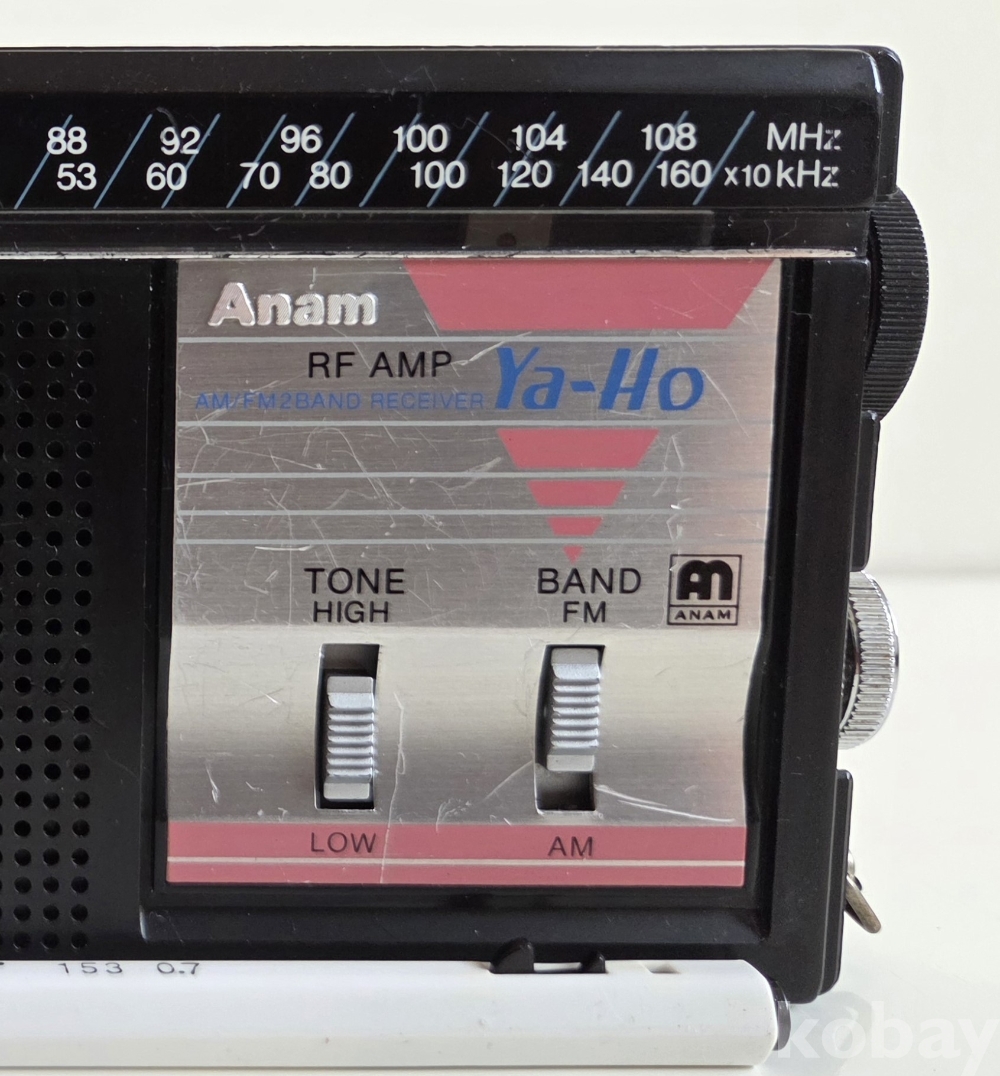 88 92 96 100 104 108 MHz
53 60 70 80 100 120 140 160 x10 kHz
Anam
RF AMP
AM/FM2BAND RECEIVER Ya-Ho
TONE BAND
HIGH FM
ANAM
LOW AM
153 0.7
kobay